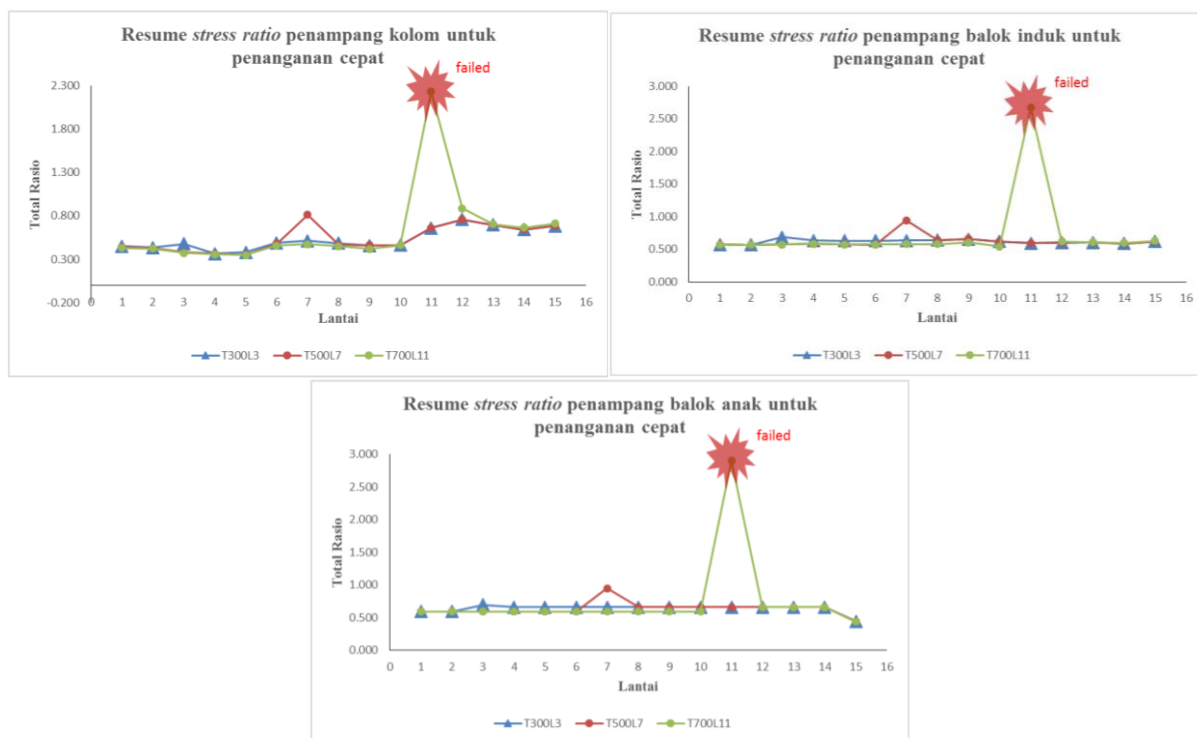 Resume stress ratio penampang kolom untuk
penanganan cepat
failed
2.300
1.800
1.300
0.800
0.300
-0.200
Total Rasio
0 1 2 3 4 5 6 7 8 9 10 11 12 13 14 15 16
Lantai
T300L3 T500L7 T700L11
Resume stress ratio penampang balok induk untuk
penanganan cepat
failed
3.000
2.500
2.000
1.500
1.000
0.500
0.000
Total Rasio
0 1 2 3 4 5 6 7 8 9 10 11 12 13 14 15 16
Lantai
T300L3 T500L7 T700L11
Resume stress ratio penampang balok anak untuk
penanganan cepat
failed
3.000
2.500
2.000
1.500
1.000
0.500
0.000
Total Rasio
0 1 2 3 4 5 6 7 8 9 10 11 12 13 14 15 16
Lantai
T300L3 T500L7 T700L11